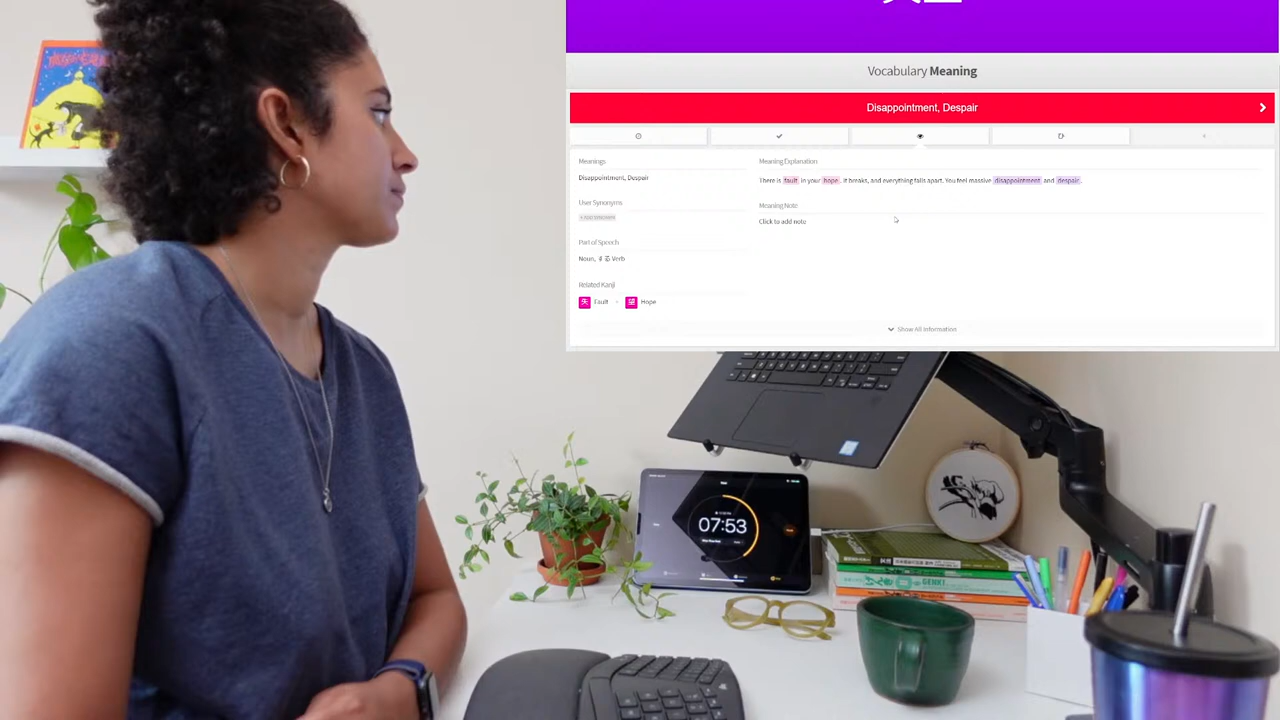 Vocabulary Meaning
Disappointment, Despair
Meanings
Disappointment, Despair
User Synonyms
Part of Speech
Noun, する Verb
Related Kanji
失 Fault + 望 Hope
Meaning Explanation
There is fault in your hope. It breaks, and everything falls apart. You feel massive disappointment and despair.
Meaning Note
Click to add note
Show All Information
07:53
GENKI